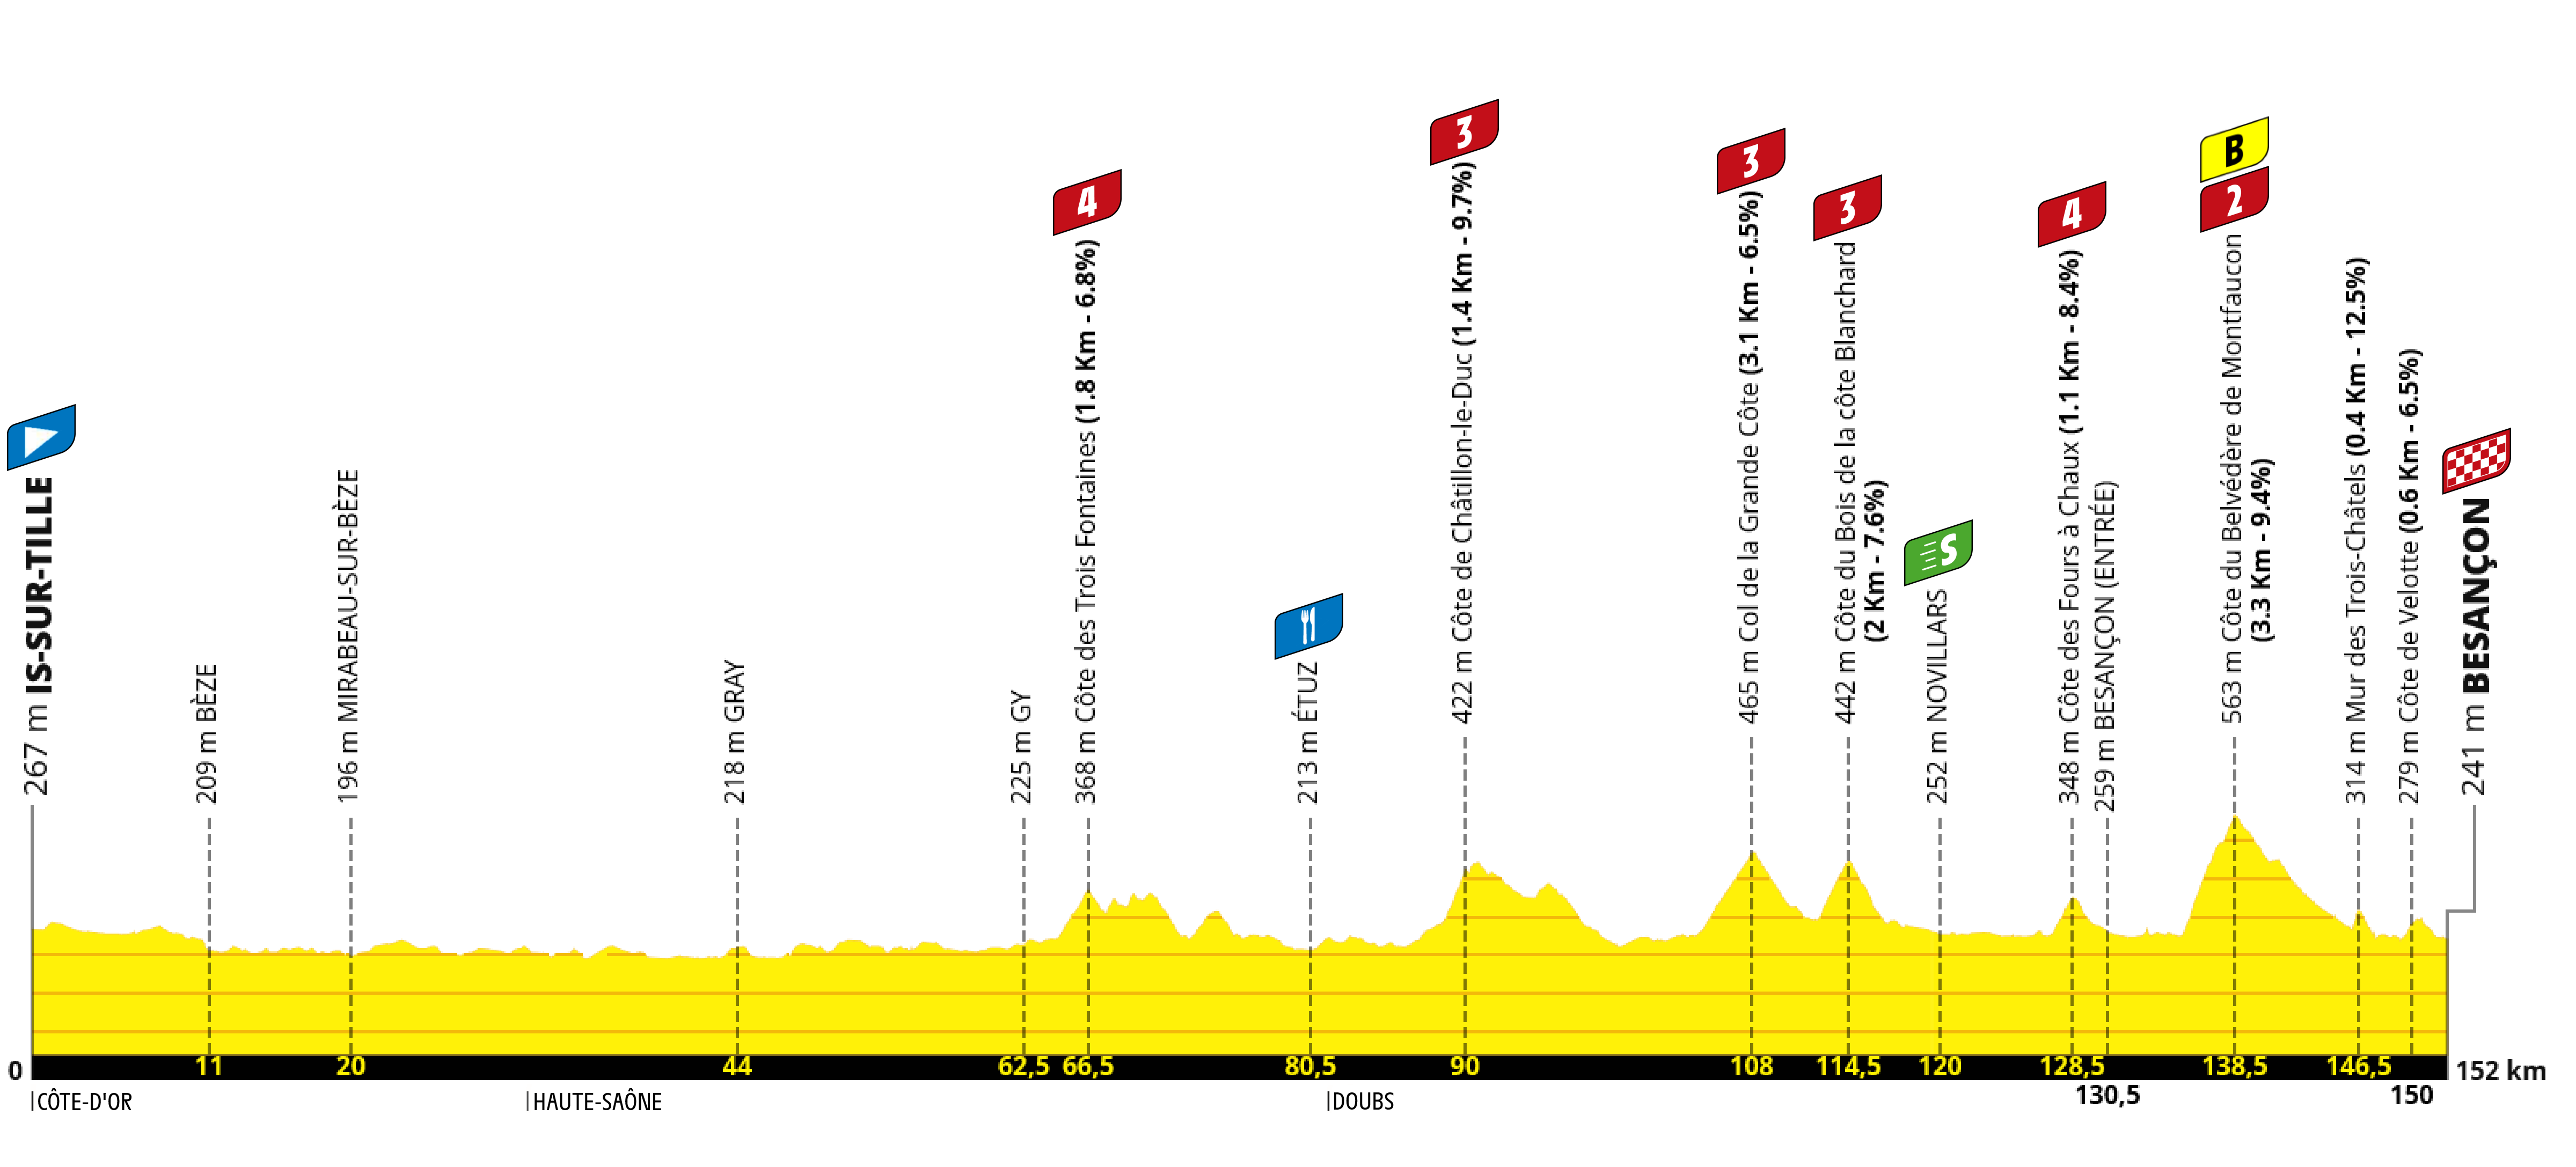 267 m IS-SUR-TILLE
209 m BÈZE
196 m MIRABEAU-SUR-BÈZE
218 m GRAY
225 m GY
4
368 m Côte des Trois Fontaines (1.8 Km - 6.8%)
213 m ÉTUZ
3
422 m Côte de Châtillon-le-Duc (1.4 Km - 9.7%)
3
465 m Col de la Grande Côte (3.1 Km - 6.5%)
3
442 m Côte du Bois de la côte Blanchard
(2 Km - 7.6%)
S
252 m NOVILLARS
4
348 m Côte des Fours à Chaux (1.1 Km - 8.4%)
259 m BESANÇON (ENTRÉE)
B
2
563 m Côte du Belvédère de Montfaucon
(3.3 Km - 9.4%)
314 m Mur des Trois-Châtels (0.4 Km - 12.5%)
279 m Côte de Velotte (0.6 Km - 6.5%)
241 m BESANÇON
0 11 20 44 62,5 66,5 80,5 90 108 114,5 120 128,5 138,5 146,5 152 km
130,5 150
CÔTE-D'OR HAUTE-SAÔNE DOUBS